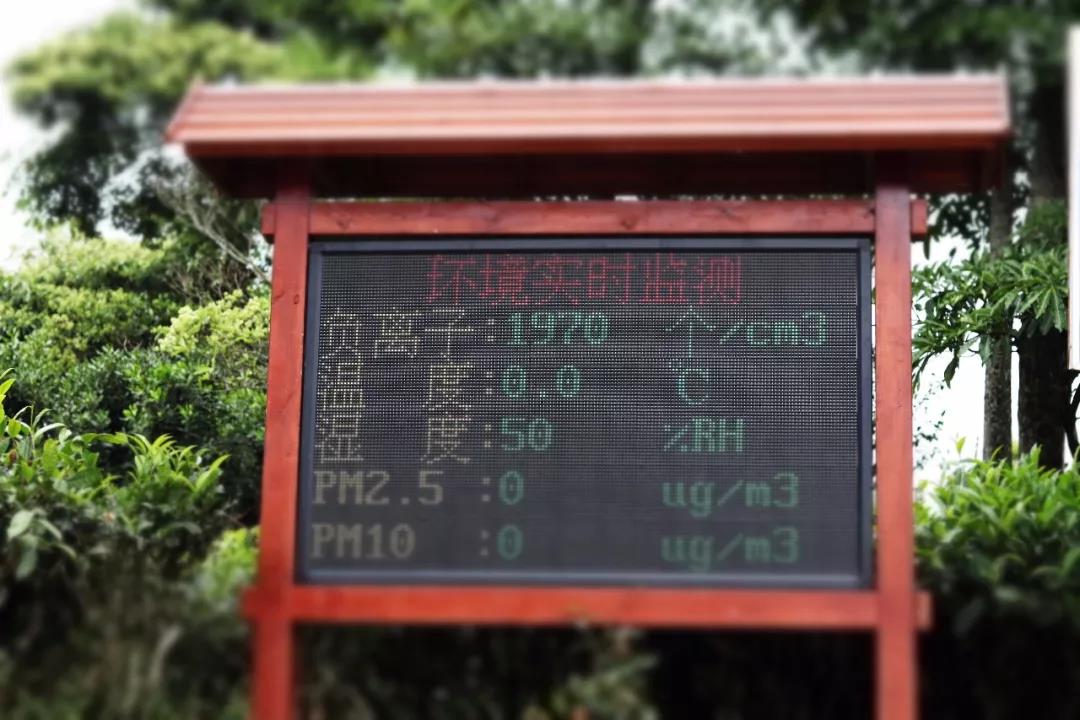 环境实时监测
负离子:1970 个/cm3
温 度:0.0 ℃
湿 度:50 %RH
PM2.5 :0 ug/m3
PM10 :0 ug/m3